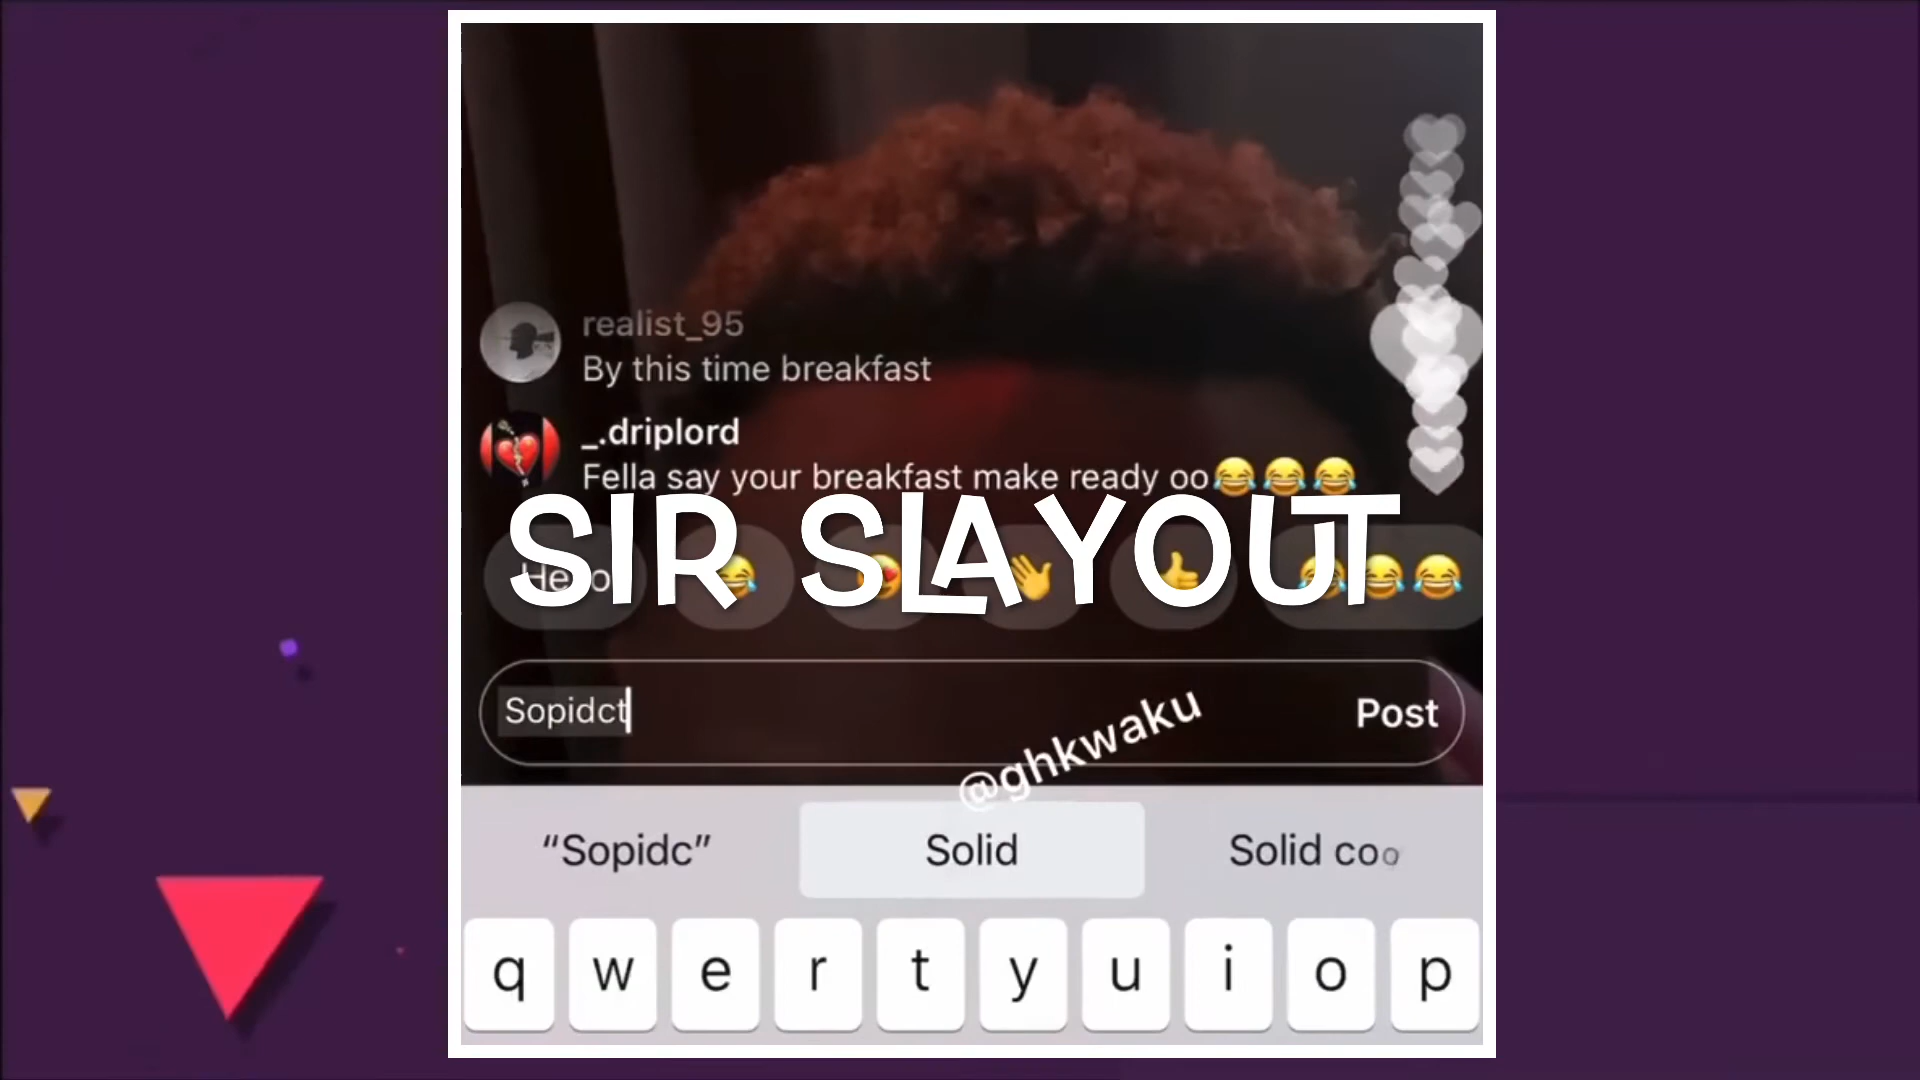 realist_95
By this time breakfast
_.driplord
Fella say your breakfast make ready oo😂😂😂
SIR SLAYOUT
Hello
Sopidct
Post
@ghkwaku
“Sopidc”
Solid
Solid coo
q w e r t y u i o p